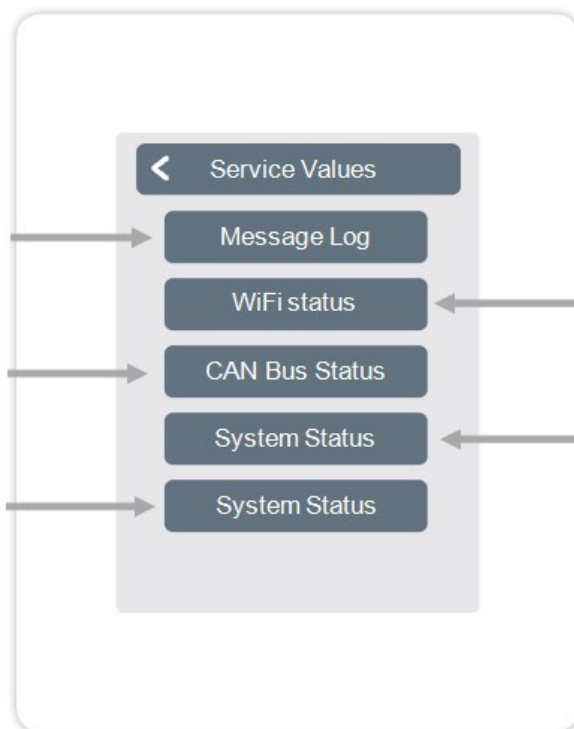 Service Values
Message Log
WiFi status
CAN Bus Status
System Status
System Status